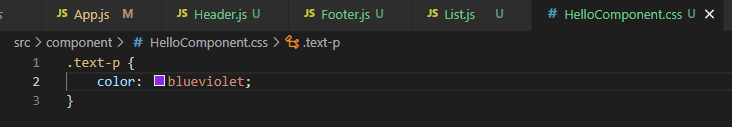 JS App.js M JS Header.js U JS Footer.js U JS List.js U # HelloComponent.css U
src > component > # HelloComponent.css > .text-p
1 .text-p {
2 color: blueviolet;
3 }